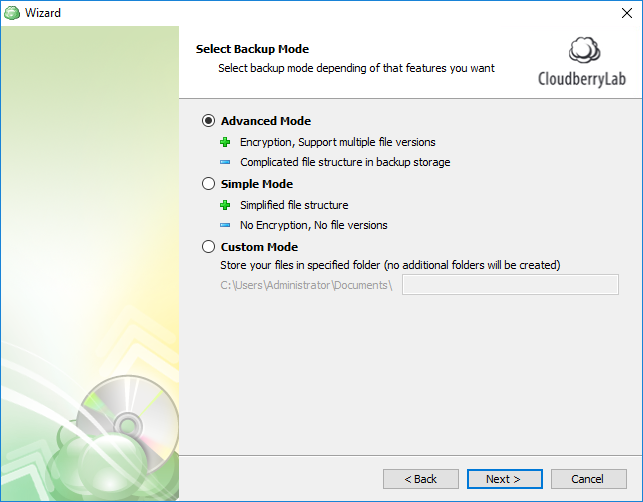 Wizard
Select Backup Mode
Select backup mode depending of that features you want
CloudberryLab
Advanced Mode
Encryption, Support multiple file versions
Complicated file structure in backup storage
Simple Mode
Simplified file structure
No Encryption, No file versions
Custom Mode
Store your files in specified folder (no additional folders will be created)
C:\Users\Administrator\Documents\
< Back
Next >
Cancel